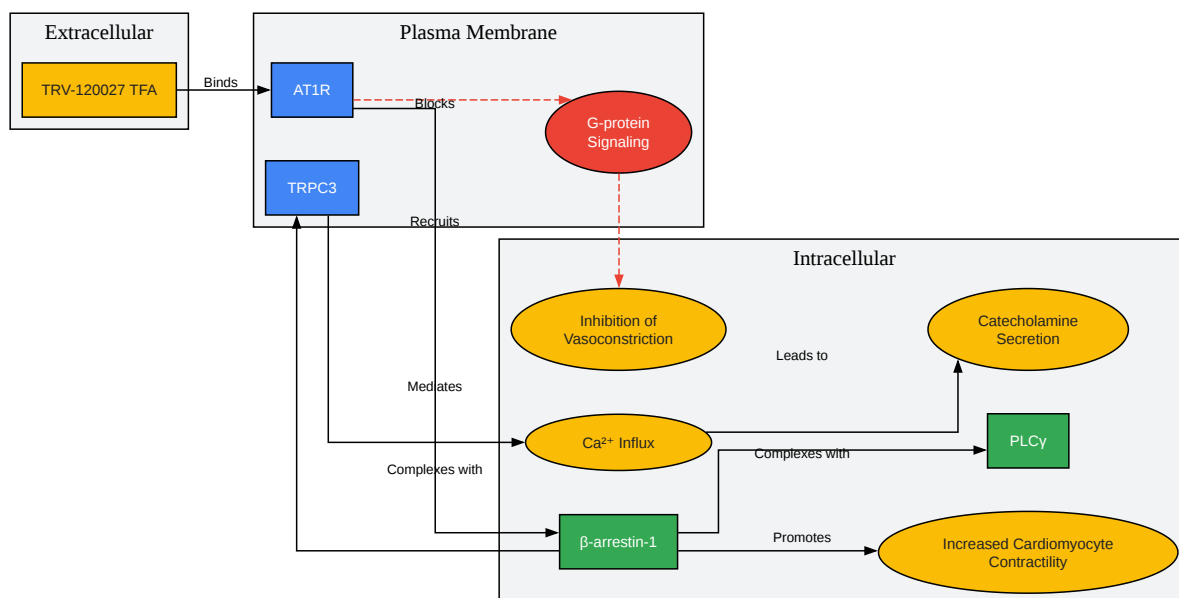 Extracellular
Plasma Membrane
TRV-120027 TFA
Binds
AT1R
Blocks
G-protein
Signaling
TRPC3
Recruits
Intracellular
Inhibition of
Vasoconstriction
Catecholamine
Secretion
Leads to
Mediates
Ca²⁺ Influx
PLCγ
Complexes with
Complexes with
β-arrestin-1
Promotes
Increased Cardiomyocyte
Contractility